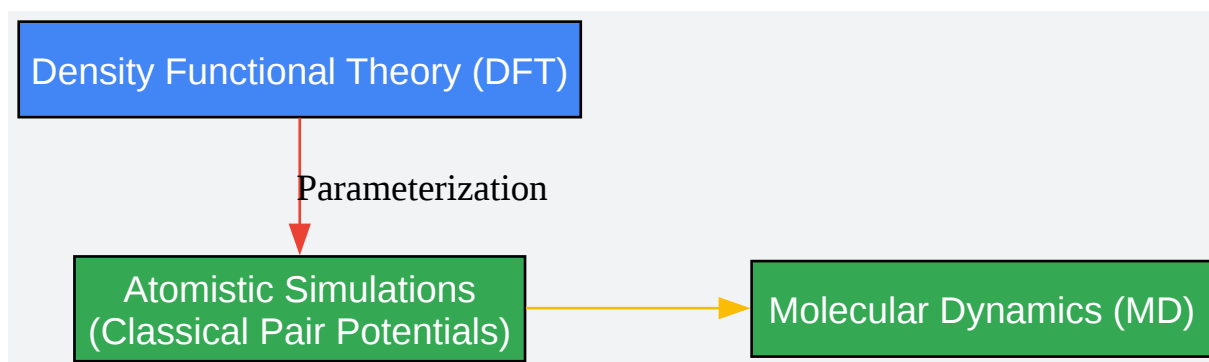 Density Functional Theory (DFT)
Parameterization
Atomistic Simulations
(Classical Pair Potentials)
Molecular Dynamics (MD)